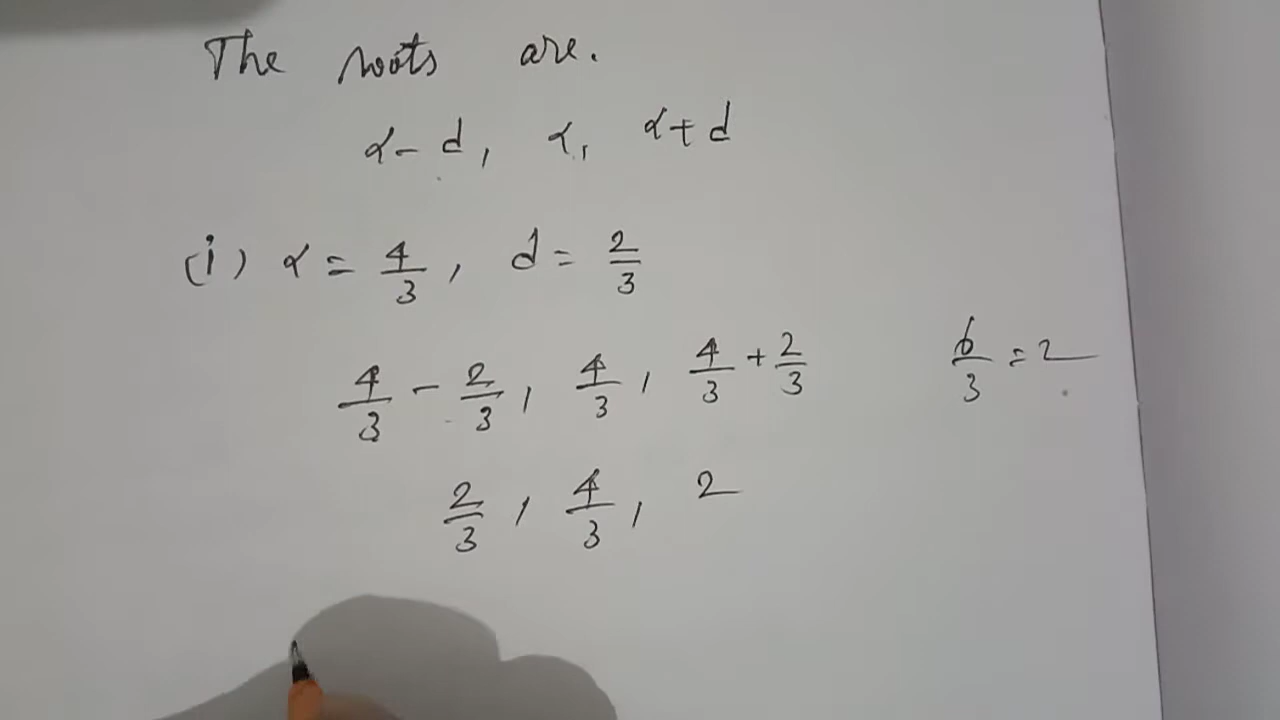 The roots are.
α - d, α, α + d
(i) α = 4/3, d = 2/3
4/3 - 2/3, 4/3, 4/3 + 2/3
6/3 = 2
2/3, 4/3, 2